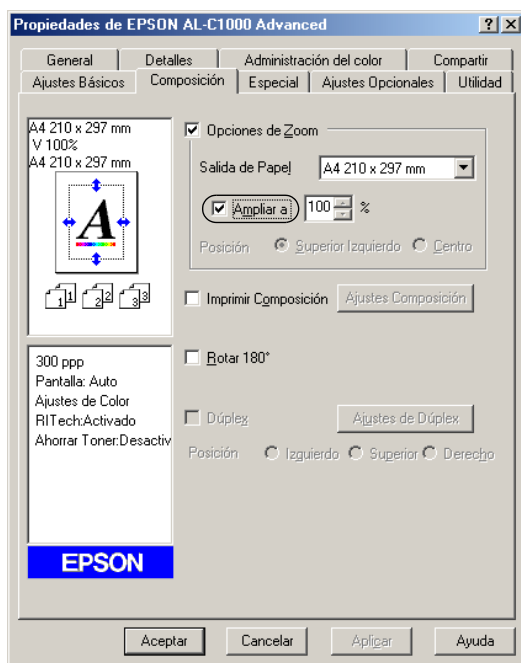 Propiedades de EPSON AL-C1000 Advanced
General Detalles Administración del color Compartir
Ajustes Básicos Composición Especial Ajustes Opcionales Utilidad
A4 210 x 297 mm
V 100%
A4 210 x 297 mm
A
1 1 2 2 3 3
Opciones de Zoom
Salida de Papel A4 210 x 297 mm
Ampliar a 100 %
Posición Superior Izquierdo Centro
Imprimir Composición Ajustes Composición
300 ppp
Pantalla: Auto
Ajustes de Color
RITech:Activado
Ahorrar Toner:Desactiv
Rotar 180°
Dúplex Ajustes de Dúplex
Posición Izquierdo Superior Derecho
EPSON
Aceptar Cancelar Aplicar Ayuda